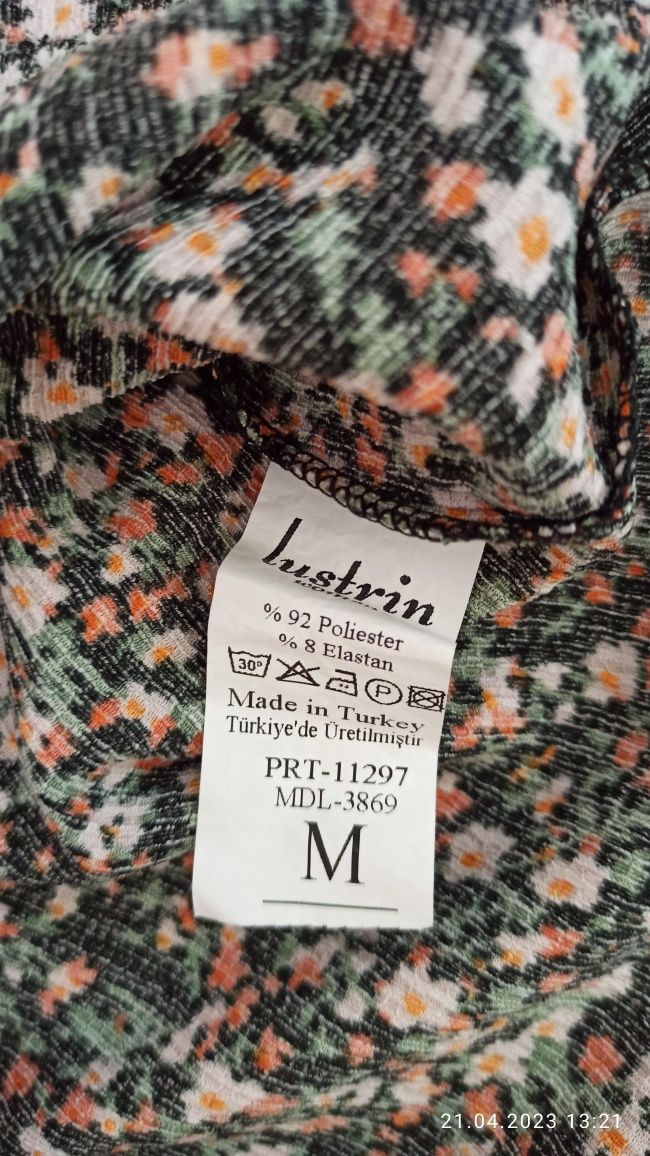 lustrin
% 92 Poliester
% 8 Elastan
30° P
Made in Turkey
Türkiye'de Üretilmiştir
PRT-11297
MDL-3869
M
21.04.2023 13:21